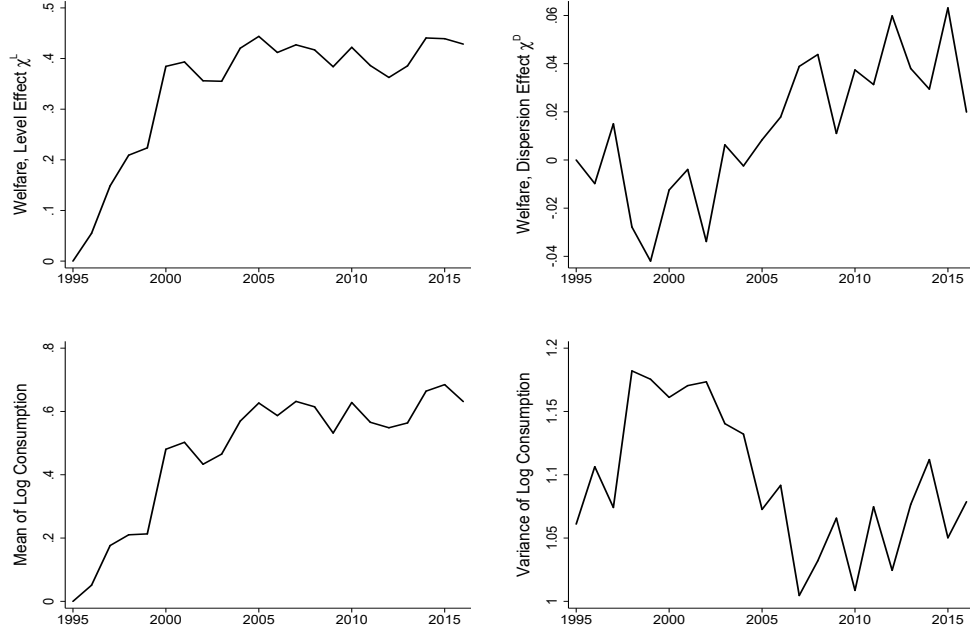 Welfare, Level Effect χL
.5
.4
.3
.2
.1
0
1995 2000 2005 2010 2015
Welfare, Dispersion Effect χD
.06
.04
.02
0
-.02
-.04
1995 2000 2005 2010 2015
Mean of Log Consumption
.8
.6
.4
.2
0
1995 2000 2005 2010 2015
Variance of Log Consumption
1.2
1.15
1.1
1.05
1
1995 2000 2005 2010 2015